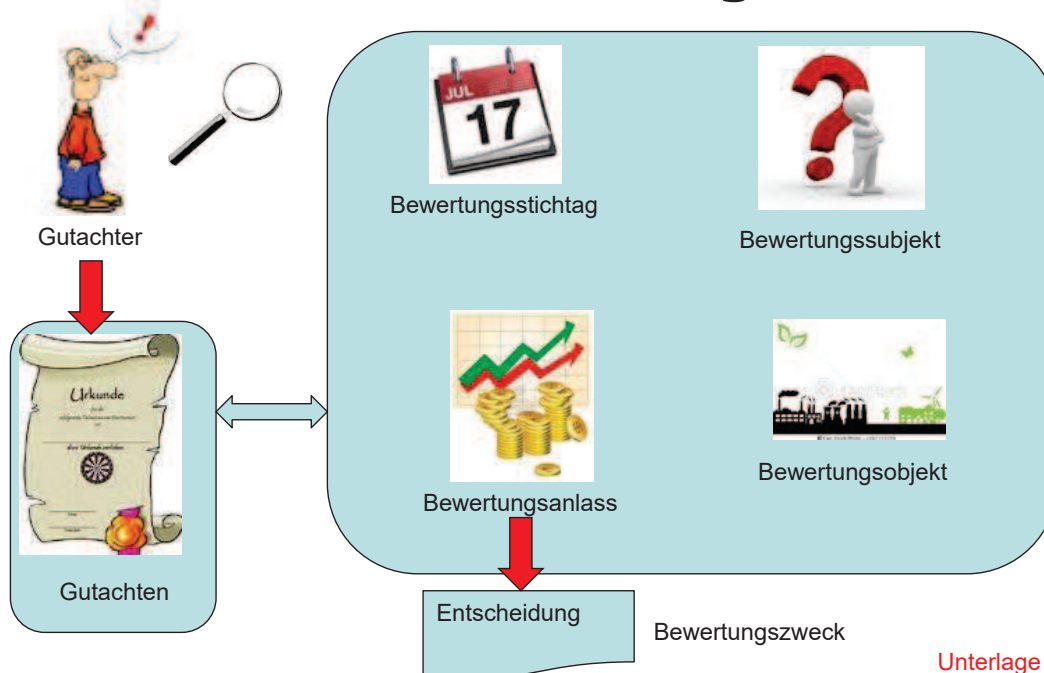 JUL
17
Bewertungsstichtag
Bewertungssubjekt
Gutachter
Urkunde
Bewertungsanlass
Bewertungsobjekt
Gutachten
Entscheidung
Bewertungszweck
Unterlage